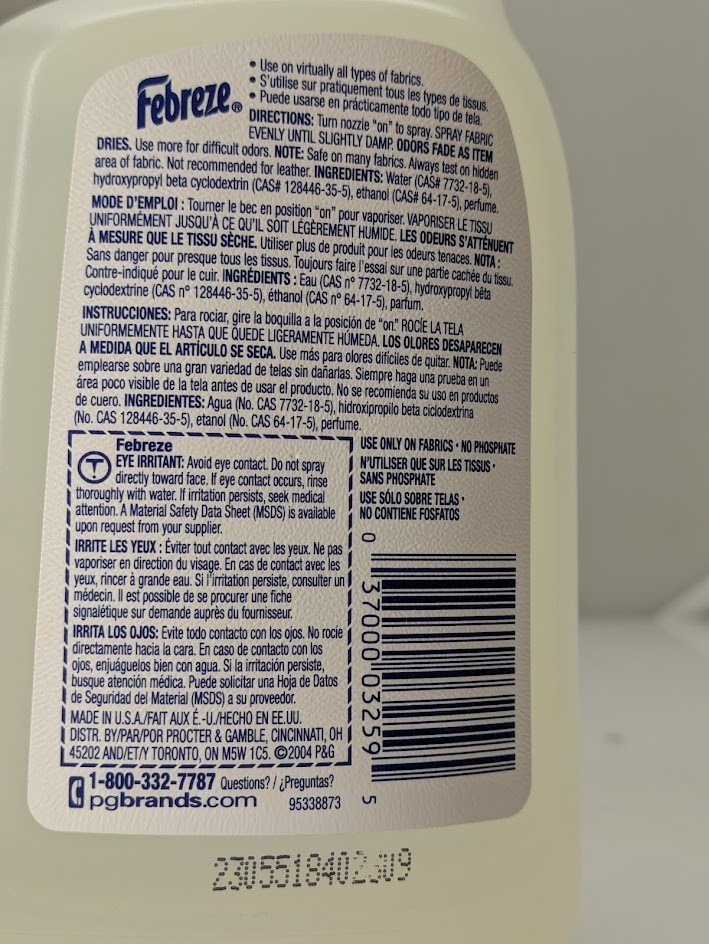 Febreze®
• Use on virtually all types of fabrics.
• S'utilise sur pratiquement tous les types de tissus.
• Puede usarse en prácticamente todo tipo de tela.
DIRECTIONS: Turn nozzle "on" to spray. SPRAY FABRIC
EVENLY UNTIL SLIGHTLY DAMP. ODORS FADE AS ITEM
DRIES. Use more for difficult odors. NOTE: Safe on many fabrics. Always test on hidden
area of fabric. Not recommended for leather. INGREDIENTS: Water (CAS# 7732-18-5),
hydroxypropyl beta cyclodextrin (CAS# 128446-35-5), ethanol (CAS# 64-17-5), perfume.
MODE D'EMPLOI : Tourner le bec en position "on" pour vaporiser. VAPORISER LE TISSU
UNIFORMÉMENT JUSQU'À CE QU'IL SOIT LÉGÈREMENT HUMIDE. LES ODEURS S'ATTÉNUENT
À MESURE QUE LE TISSU SÈCHE. Utiliser plus de produit pour les odeurs tenaces. NOTA :
Sans danger pour presque tous les tissus. Toujours faire l'essai sur une partie cachée du tissu.
Contre-indiqué pour le cuir. INGRÉDIENTS : Eau (CAS n° 7732-18-5), hydroxypropyl bêta
cyclodextrine (CAS n° 128446-35-5), éthanol (CAS n° 64-17-5), parfum.
INSTRUCCIONES: Para rociar, gire la boquilla a la posición de "on." ROCÍE LA TELA
UNIFORMEMENTE HASTA QUE QUEDE LIGERAMENTE HÚMEDA. LOS OLORES DESAPARECEN
A MEDIDA QUE EL ARTÍCULO SE SECA. Use más para olores difíciles de quitar. NOTA: Puede
emplearse sobre una gran variedad de telas sin dañarlas. Siempre haga una prueba en un
área poco visible de la tela antes de usar el producto. No se recomienda su uso en productos
de cuero. INGREDIENTES: Agua (No. CAS 7732-18-5), hidroxipropilo beta ciclodextrina
(No. CAS 128446-35-5), etanol (No. CAS 64-17-5), perfume.
Febreze
EYE IRRITANT: Avoid eye contact. Do not spray
directly toward face. If eye contact occurs, rinse
thoroughly with water. If irritation persists, seek medical
attention. A Material Safety Data Sheet (MSDS) is available
upon request from your supplier.
IRRITE LES YEUX : Éviter tout contact avec les yeux. Ne pas
vaporiser en direction du visage. En cas de contact avec les
yeux, rincer à grande eau. Si l'irritation persiste, consulter un
médecin. Il est possible de se procurer une fiche
signalétique sur demande auprès du fournisseur.
IRRITA LOS OJOS: Evite todo contacto con los ojos. No rocíe
directamente hacia la cara. En caso de contacto con los
ojos, enjuáguelos bien con agua. Si la irritación persiste,
busque atención médica. Puede solicitar una Hoja de Datos
de Seguridad del Material (MSDS) a su proveedor.
MADE IN U.S.A./FAIT AUX É.-U./HECHO EN EE.UU.
DISTR. BY/PAR/POR PROCTER & GAMBLE, CINCINNATI, OH
45202 AND/ET/Y TORONTO, ON M5W 1C5. ©2004 P&G
1-800-332-7787 Questions? / ¿Preguntas?
pgbrands.com 95338873
USE ONLY ON FABRICS • NO PHOSPHATE
N'UTILISER QUE SUR LES TISSUS •
SANS PHOSPHATE
USE SÓLO SOBRE TELAS •
NO CONTIENE FOSFATOS
0 37000 03259 5